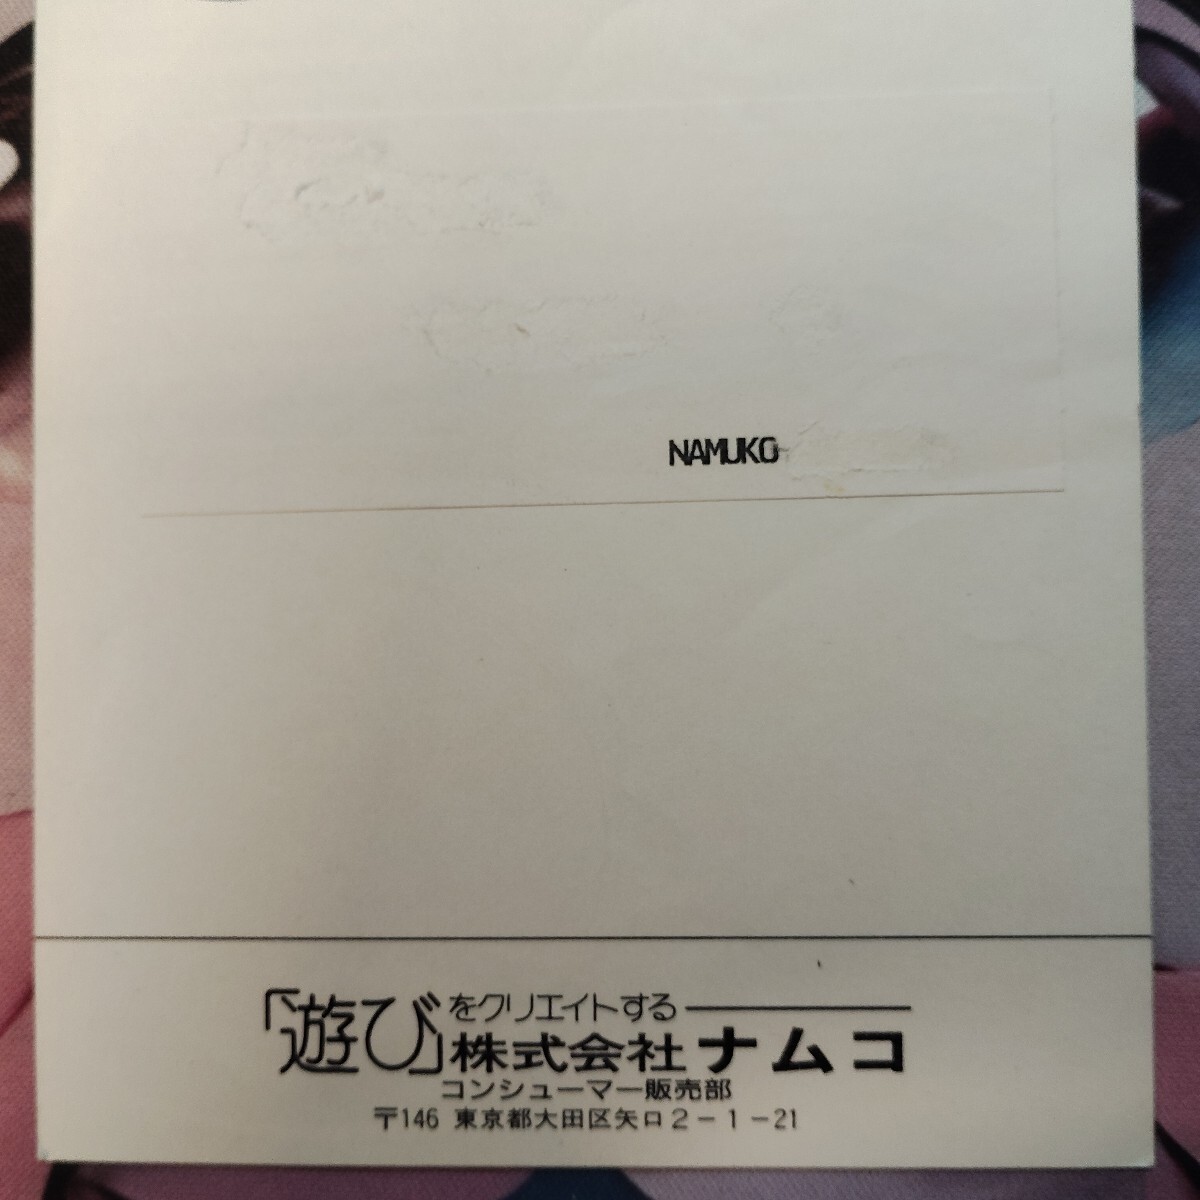 NAMUKO
「遊び」をクリエイトする
株式会社ナムコ
コンシューマー販売部
〒146 東京都大田区矢口2-1-21